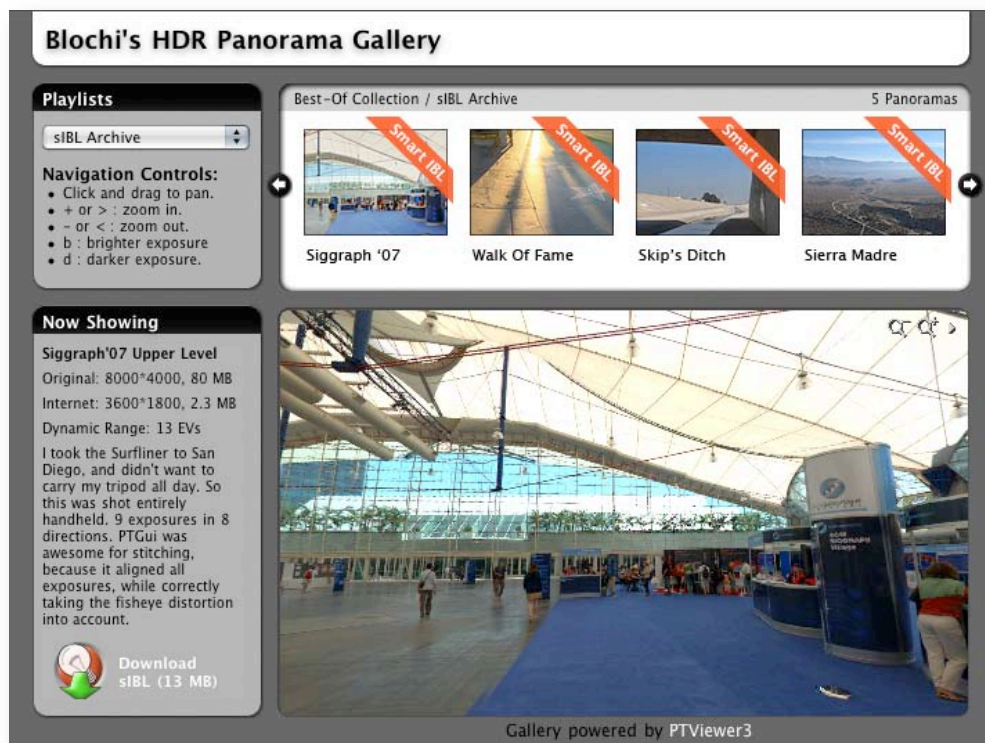 Blochi's HDR Panorama Gallery
Playlists
sIBL Archive
Navigation Controls:
• Click and drag to pan.
• + or > : zoom in.
• - or < : zoom out.
• b : brighter exposure
• d : darker exposure.
Best-Of Collection / sIBL Archive
5 Panoramas
Smart IBL
Smart IBL
Smart IBL
Smart IBL
Siggraph '07
Walk Of Fame
Skip's Ditch
Sierra Madre
Now Showing
Siggraph'07 Upper Level
Original: 8000*4000, 80 MB
Internet: 3600*1800, 2.3 MB
Dynamic Range: 13 EVs
I took the Surfliner to San
Diego, and didn't want to
carry my tripod all day. So
this was shot entirely
handheld. 9 exposures in 8
directions. PTGui was
awesome for stitching,
because it aligned all
exposures, while correctly
taking the fisheye distortion
into account.
Download
sIBL (13 MB)
ACM
SIGGRAPH
Village
Gallery powered by PTViewer3